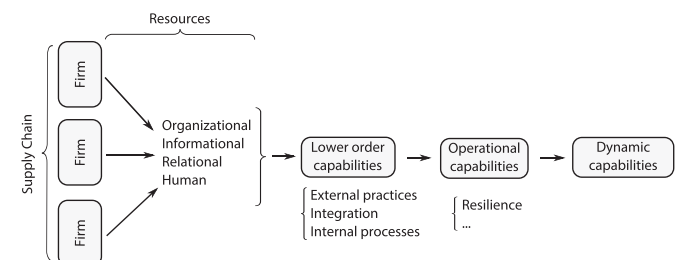 Resources
Supply Chain
Firm
Firm
Firm
Organizational
Informational
Relational
Human
Lower order
capabilities
External practices
Integration
Internal processes
Operational
capabilities
Resilience
...
Dynamic
capabilities